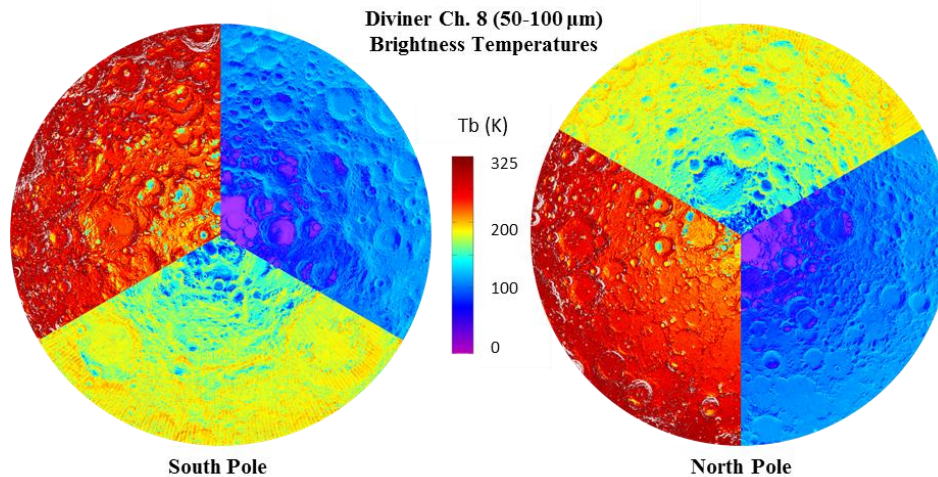 Diviner Ch. 8 (50-100 µm)
Brightness Temperatures
Tb (K)
325
200
100
0
South Pole
North Pole